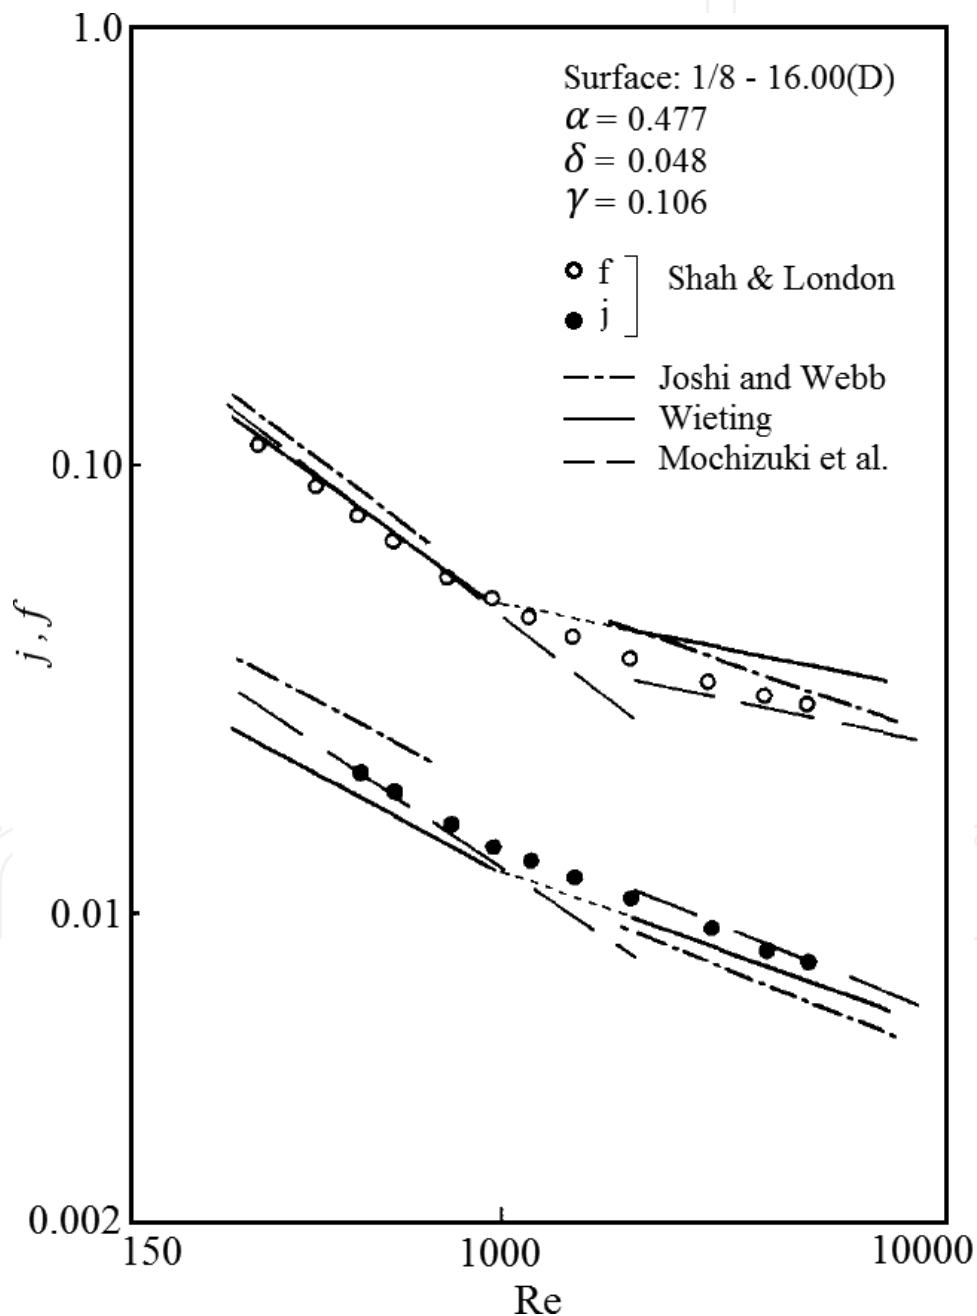 1.0
Surface: 1/8 - 16.00(D)
α = 0.477
δ = 0.048
γ = 0.106
f
j
Shah & London
Joshi and Webb
Wieting
Mochizuki et al.
0.10
j , f
0.01
0.002
150
1000
10000
Re